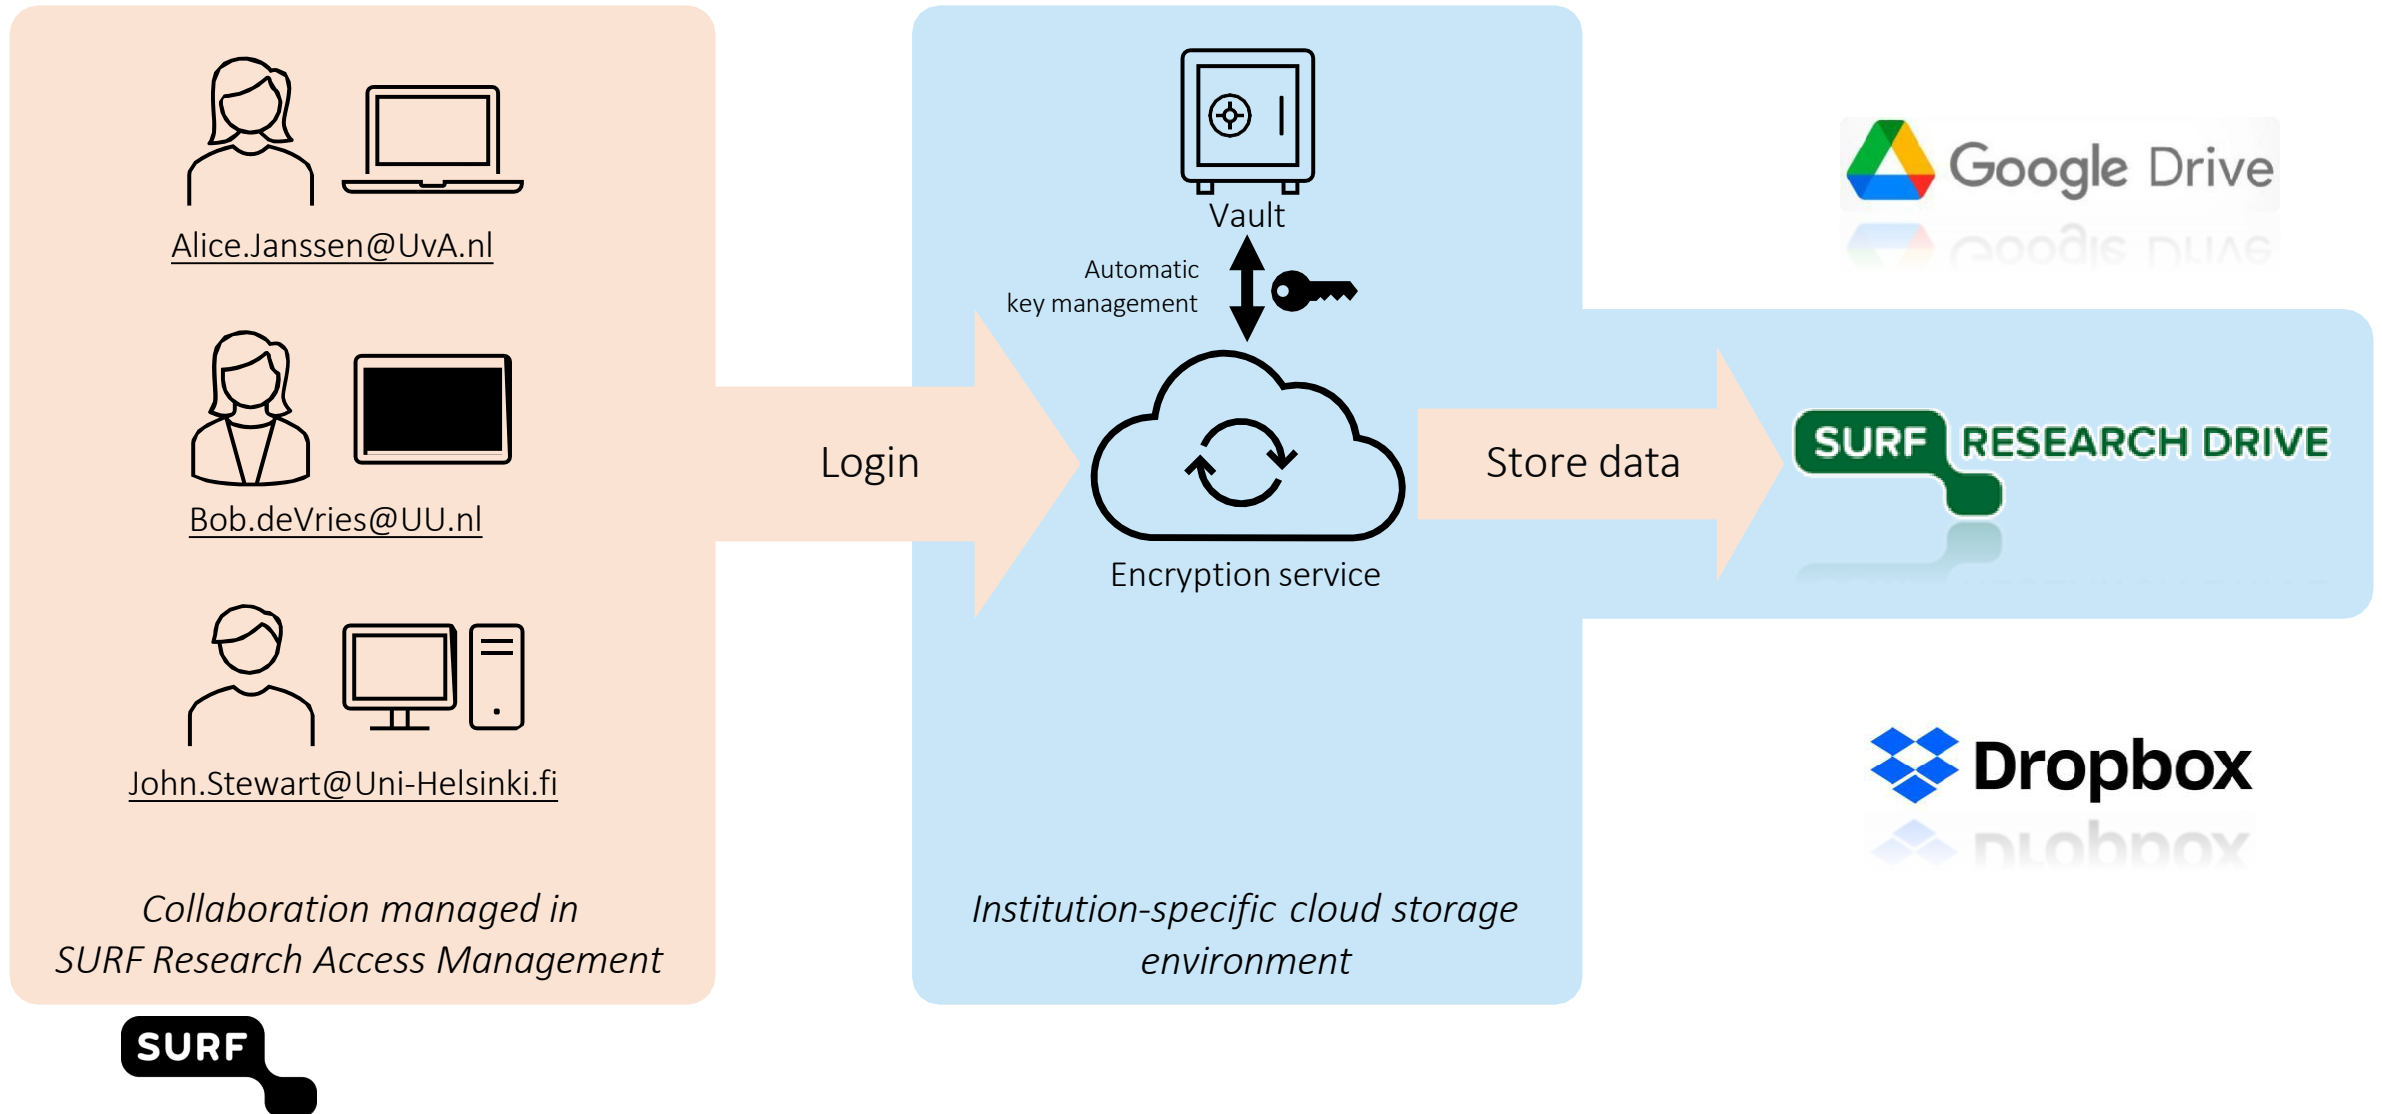 Alice.Janssen@UvA.nl
Bob.deVries@UU.nl
John.Stewart@Uni-Helsinki.fi
Collaboration managed in
SURF Research Access Management
SURF
Login
Vault
Automatic
key management
Encryption service
Institution-specific cloud storage
environment
Store data
Google Drive
SURF RESEARCH DRIVE
Dropbox